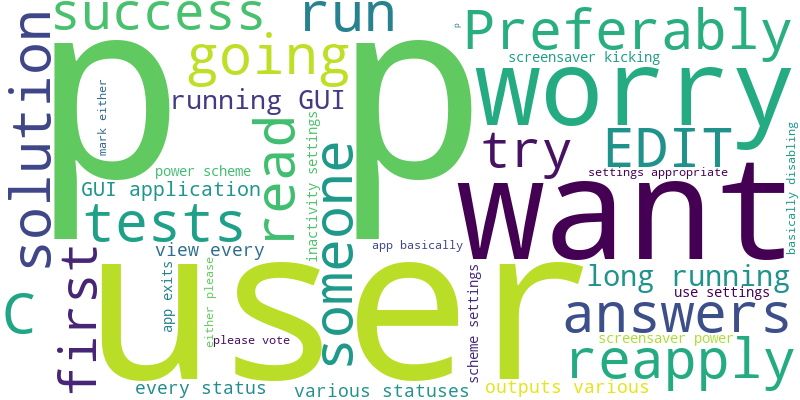 success
run
Preferably
p
going
screensaver kicking
solution
p p
worry
mark either
running GUI
read
inactivity settings
someone
try
EDIT
basically disabling
power scheme
settings appropriate
GUI application
want
tests
view every
app basically
first
app exits
either please
user
scheme settings
long running
use settings
C
please vote
answers
screensaver power
reapply
every status
various statuses
outputs various